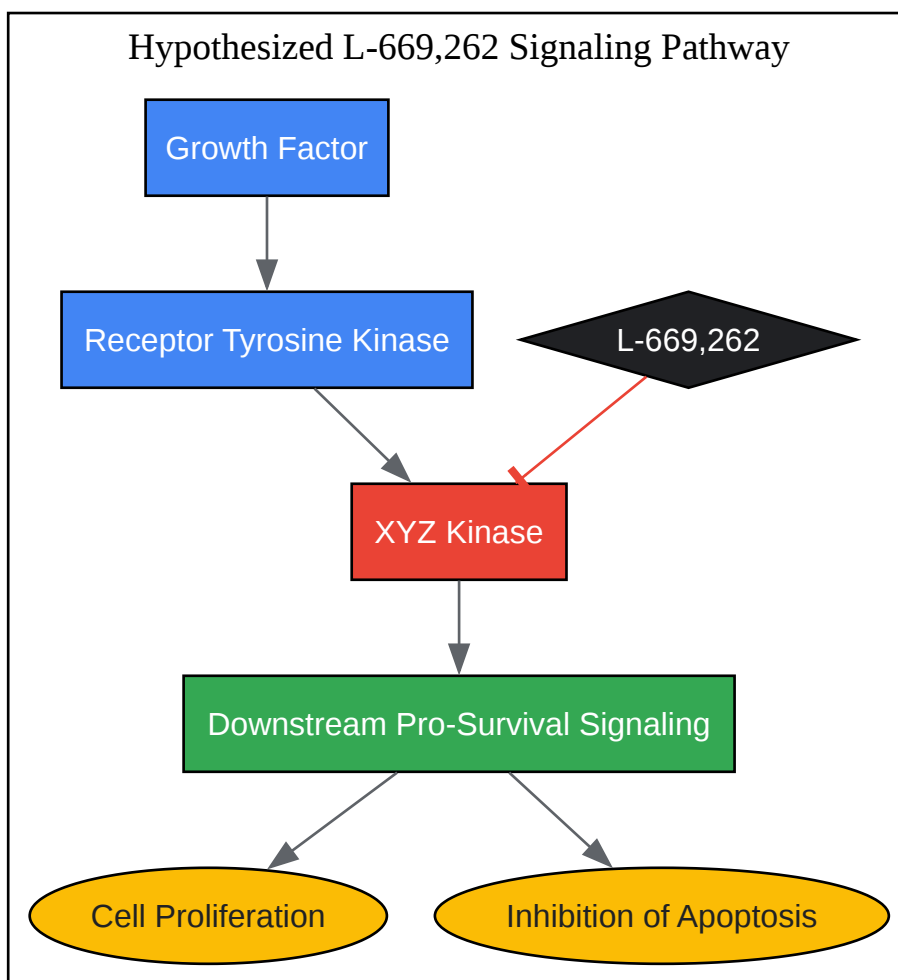 Hypothesized L-669,262 Signaling Pathway
Growth Factor
Receptor Tyrosine Kinase
L-669,262
XYZ Kinase
Downstream Pro-Survival Signaling
Cell Proliferation
Inhibition of Apoptosis